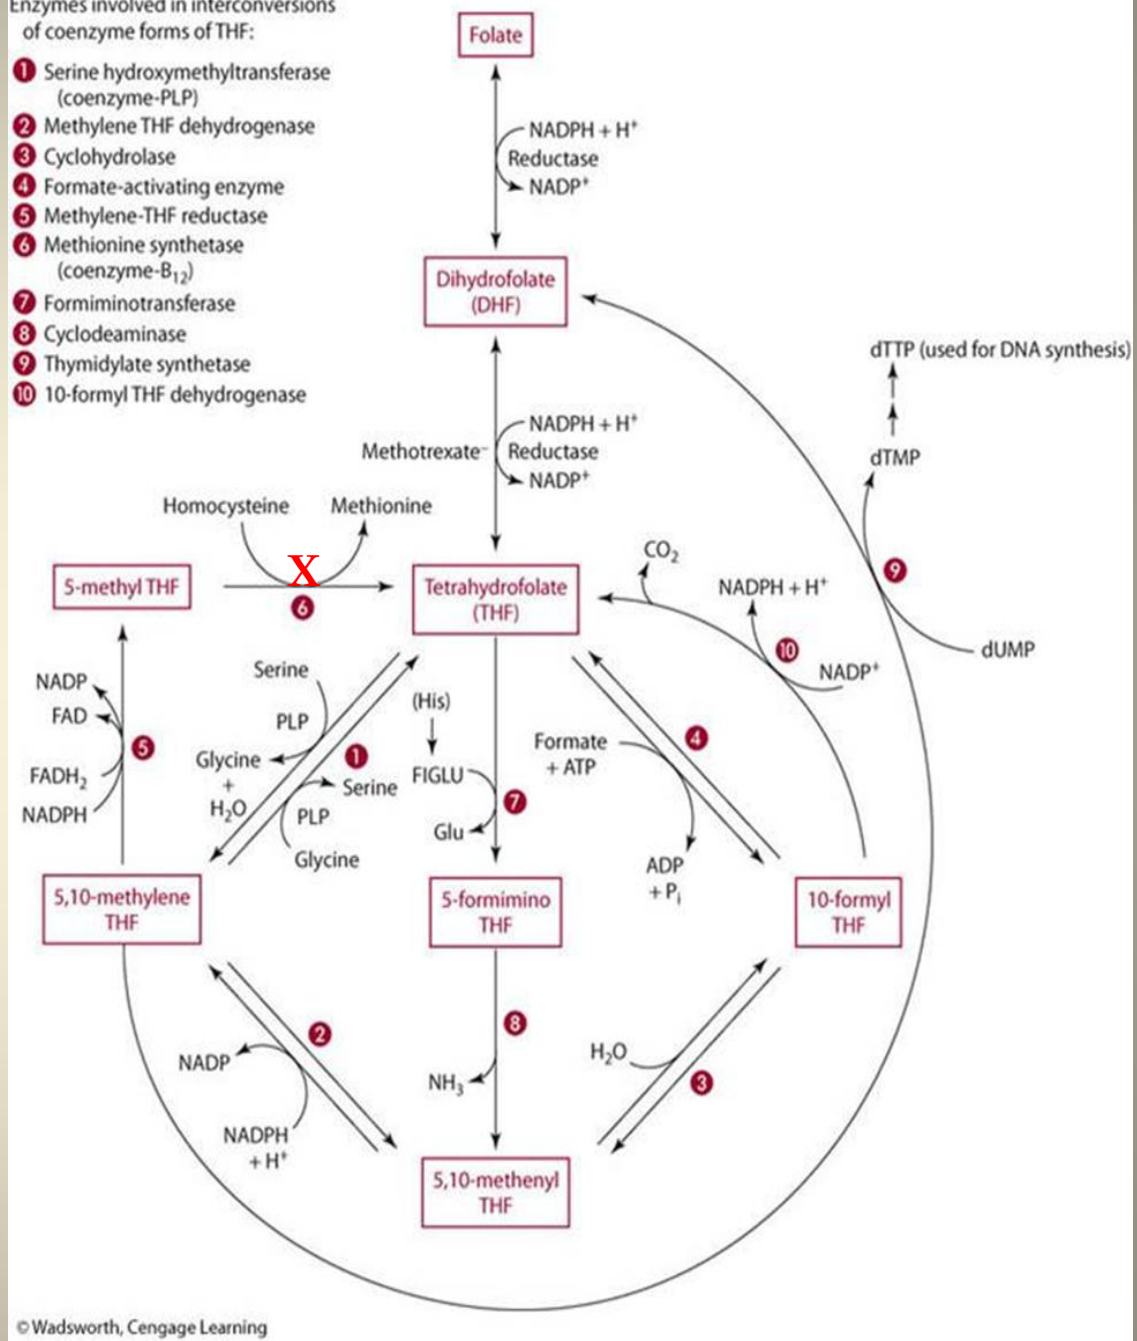 Enzymes involved in interconversions
of coenzyme forms of THF:
1 Serine hydroxymethyltransferase
(coenzyme-PLP)
2 Methylene THF dehydrogenase
3 Cyclohydrolase
4 Formate-activating enzyme
5 Methylene-THF reductase
6 Methionine synthetase
(coenzyme-B₁₂)
7 Formiminotransferase
8 Cyclodeaminase
9 Thymidylate synthetase
10 10-formyl THF dehydrogenase
Folate
NADPH + H⁺
Reductase
NADP⁺
Dihydrofolate
(DHF)
dTTP (used for DNA synthesis)
dTMP
9
dUMP
NADPH + H⁺
Methotrexate⁻ Reductase
NADP⁺
Homocysteine Methionine
X
5-methyl THF
6
Tetrahydrofolate
(THF)
CO₂
NADPH + H⁺
10
NADP⁺
NADP
FAD
5
FADH₂
NADPH
Serine
PLP
Glycine
+
H₂O
1
Serine
PLP
Glycine
(His)
FIGLU
7
Glu
Formate
+ ATP
4
ADP
+ Pᵢ
5,10-methylene
THF
5-formimino
THF
10-formyl
THF
2
NADP
NADPH
+ H⁺
8
NH₃
H₂O
3
5,10-methenyl
THF
© Wadsworth, Cengage Learning